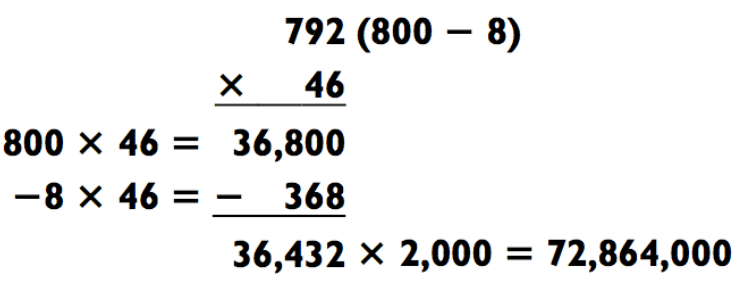 792 (800 − 8)
× 46
800 × 46 = 36,800
−8 × 46 = − 368
36,432 × 2,000 = 72,864,000